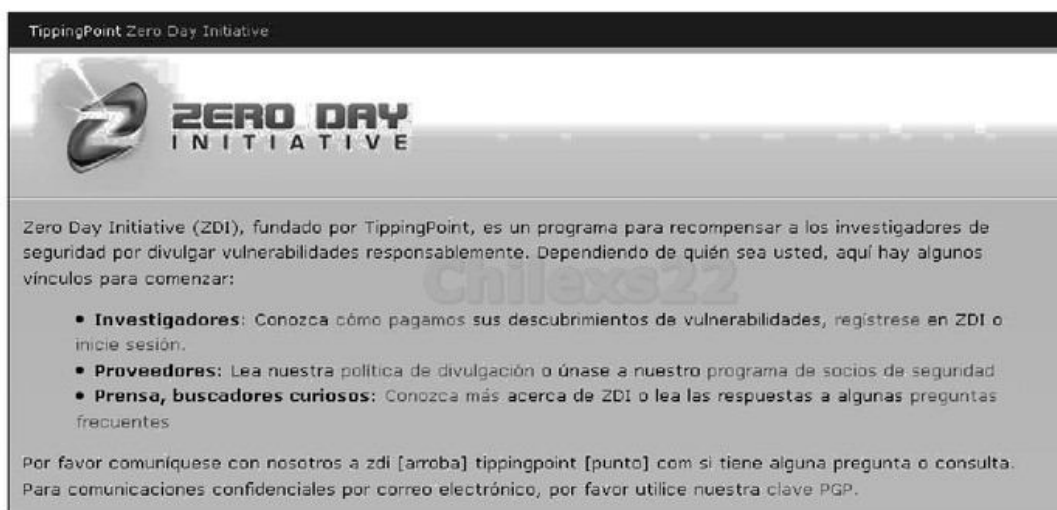 TippingPoint Zero Day Initiative
ZERO DAY
INITIATIVE
Zero Day Initiative (ZDI), fundado por TippingPoint, es un programa para recompensar a los investigadores de
seguridad por divulgar vulnerabilidades responsablemente. Dependiendo de quién sea usted, aquí hay algunos
vínculos para comenzar:
Chilexs22
• Investigadores: Conozca cómo pagamos sus descubrimientos de vulnerabilidades, regístrese en ZDI o
inicie sesión.
• Proveedores: Lea nuestra política de divulgación o únase a nuestro programa de socios de seguridad
• Prensa, buscadores curiosos: Conozca más acerca de ZDI o lea las respuestas a algunas preguntas
frecuentes
Por favor comuníquese con nosotros a zdi [arroba] tippingpoint [punto] com si tiene alguna pregunta o consulta.
Para comunicaciones confidenciales por correo electrónico, por favor utilice nuestra clave PGP.